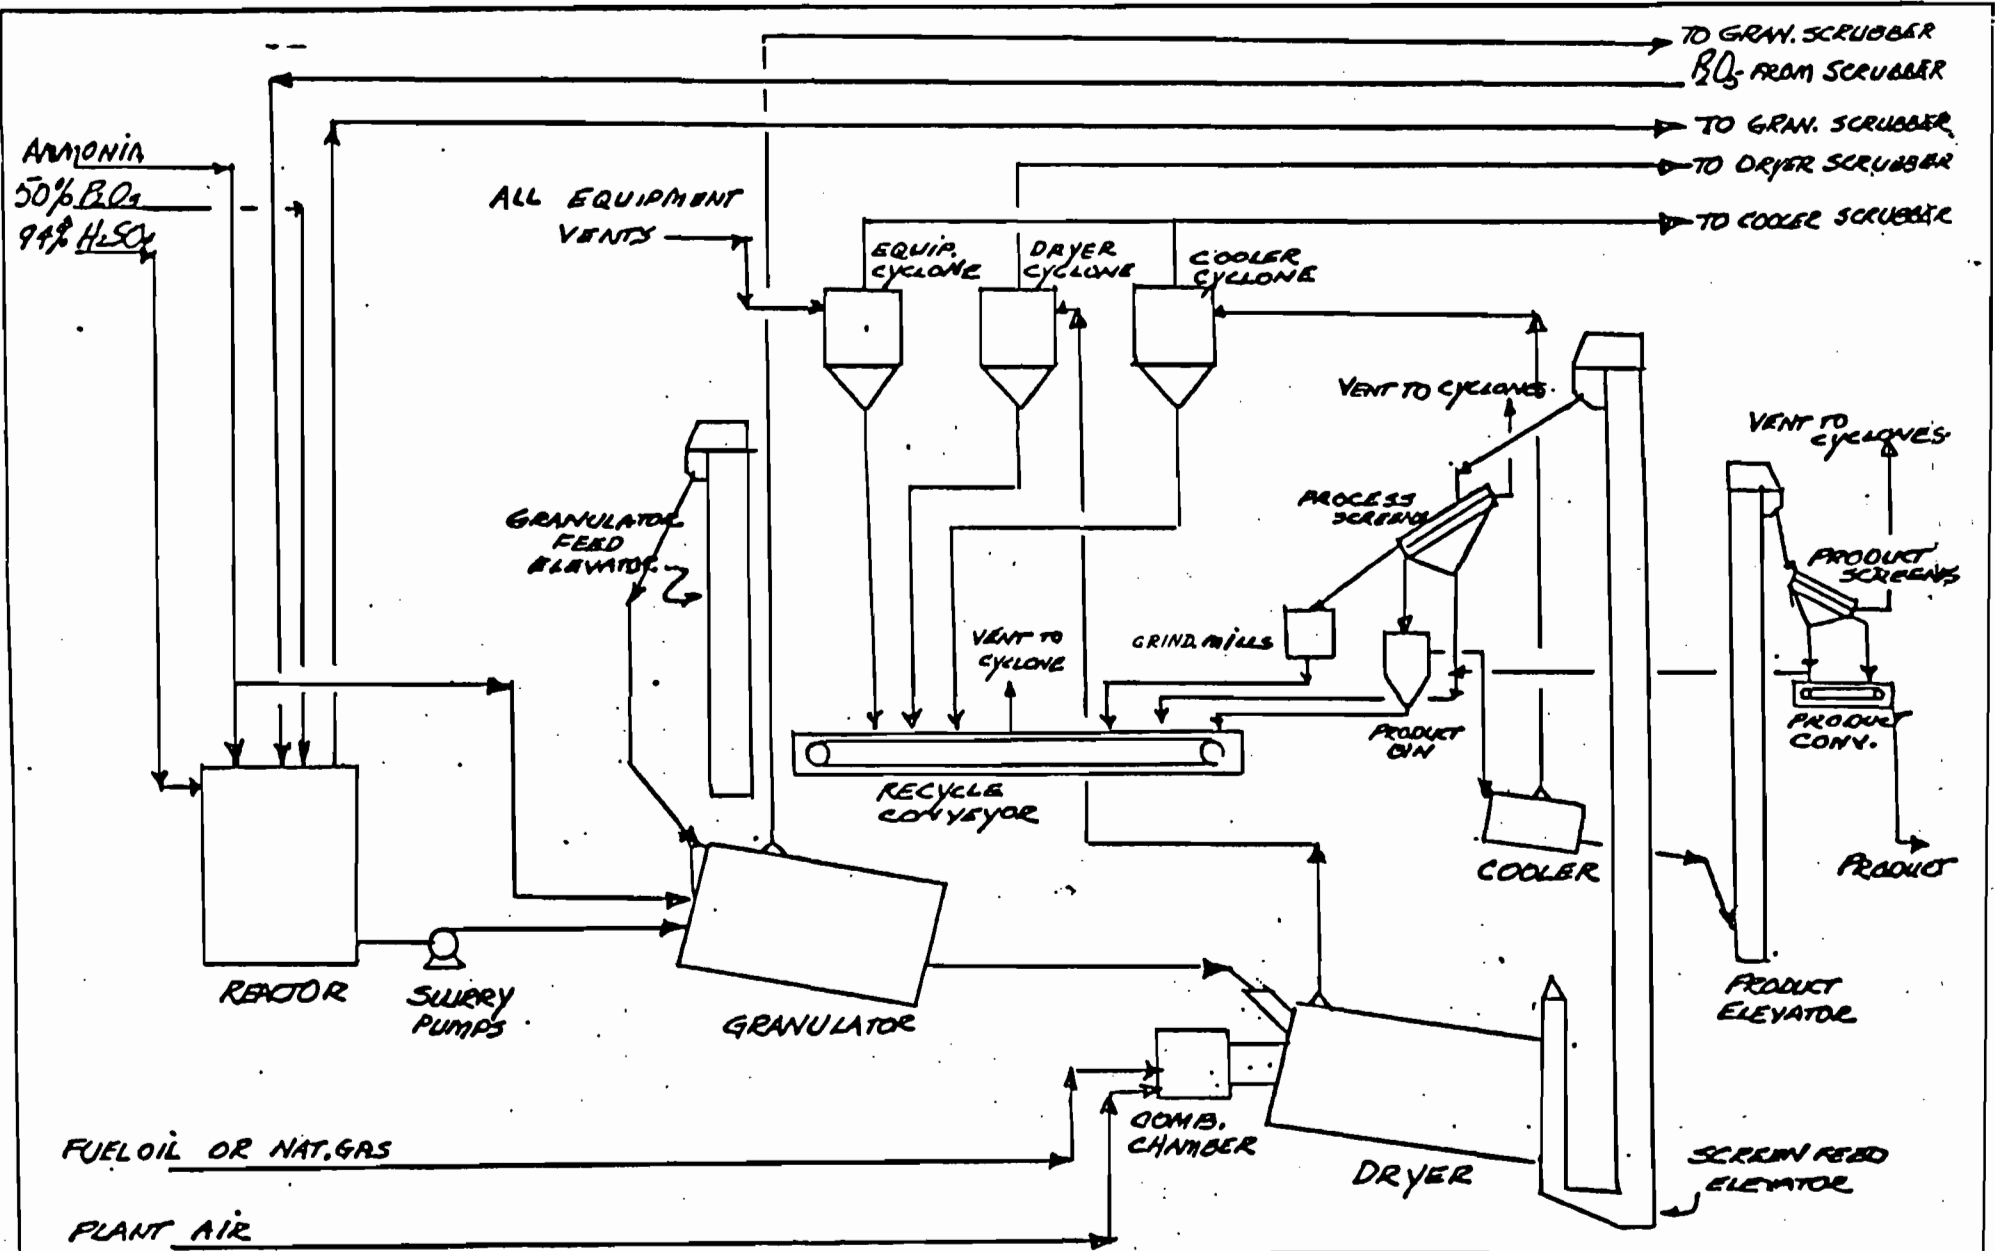 TO GRAN. SCRUBBER
P2O5 FROM SCRUBBER
TO GRAN. SCRUBBER
TO DRYER SCRUBBER
TO COOLER SCRUBBER
AMMONIA
50% P2O5
94% H2SO4
ALL EQUIPMENT
VENTS
EQUIP.
CYCLONE
DRYER
CYCLONE
COOLER
CYCLONE
VENT TO CYCLONES
VENT TO
CYCLONES
GRANULATOR
FEED
ELEVATOR
PROCESS
SCREENS
PRODUCT
SCREENS
VENT TO
CYCLONE
GRIND. MILLS
PRODUCT
BIN
PRODUCT
CONV.
RECYCLE
CONVEYOR
COOLER
PRODUCT
REACTOR
SLURRY
PUMPS
GRANULATOR
PRODUCT
ELEVATOR
COMB.
CHAMBER
DRYER
SCREEN FEED
ELEVATOR
FUEL OIL OR NAT. GAS
PLANT AIR